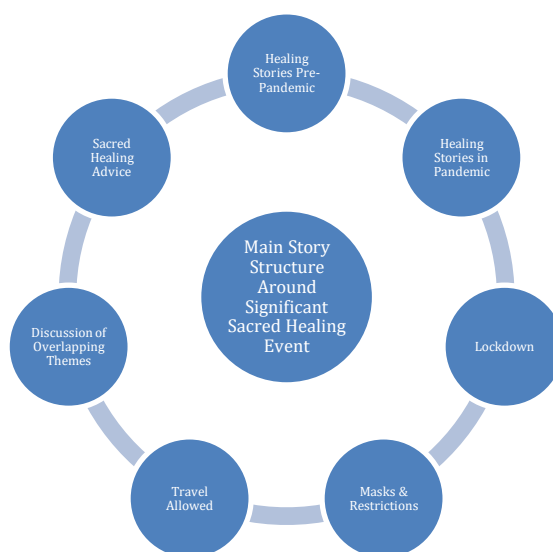 Healing
Stories Pre-
Pandemic
Healing
Stories in
Pandemic
Lockdown
Masks &
Restrictions
Travel
Allowed
Discussion of
Overlapping
Themes
Sacred
Healing
Advice
Main Story
Structure
Around
Significant
Sacred Healing
Event